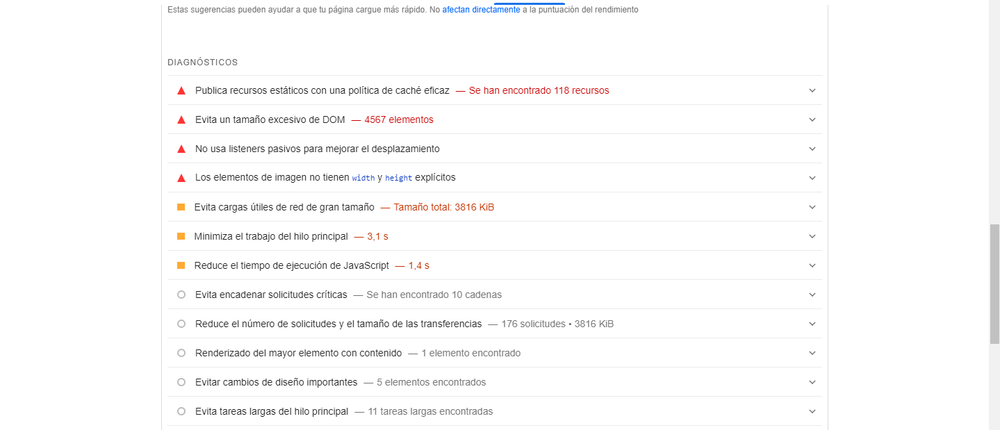 Estas sugerencias pueden ayudar a que tu página cargue más rápido. No afectan directamente a la puntuación del rendimiento
DIAGNÓSTICOS
Publica recursos estáticos con una política de caché eficaz — Se han encontrado 118 recursos
Evita un tamaño excesivo de DOM — 4567 elementos
No usa listeners pasivos para mejorar el desplazamiento
Los elementos de imagen no tienen width y height explícitos
Evita cargas útiles de red de gran tamaño — Tamaño total: 3816 KiB
Minimiza el trabajo del hilo principal — 3,1 s
Reduce el tiempo de ejecución de JavaScript — 1,4 s
Evita encadenar solicitudes críticas — Se han encontrado 10 cadenas
Reduce el número de solicitudes y el tamaño de las transferencias — 176 solicitudes • 3816 KiB
Renderizado del mayor elemento con contenido — 1 elemento encontrado
Evitar cambios de diseño importantes — 5 elementos encontrados
Evita tareas largas del hilo principal — 11 tareas largas encontradas